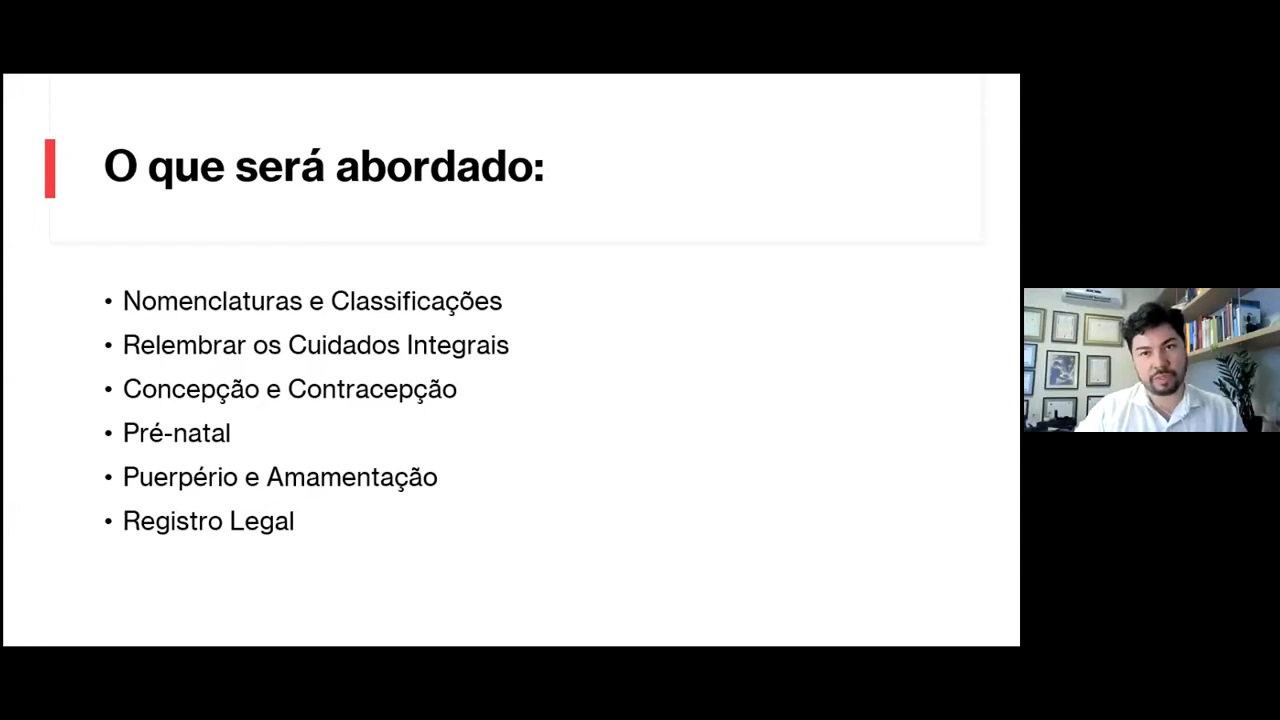 O que será abordado:
• Nomenclaturas e Classificações
• Relembrar os Cuidados Integrais
• Concepção e Contracepção
• Pré-natal
• Puerpério e Amamentação
• Registro Legal